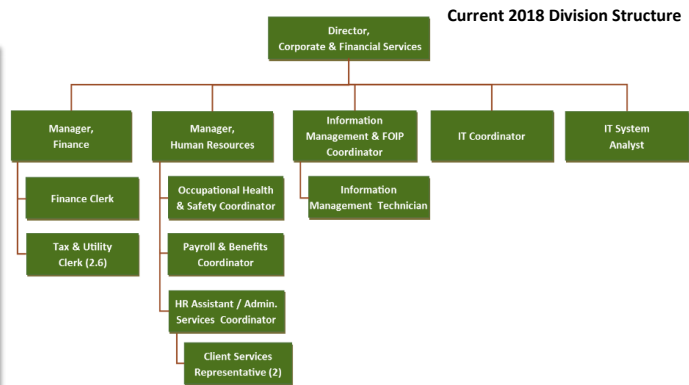 Current 2018 Division Structure
Director,
Corporate & Financial Services
Manager,
Finance
Manager,
Human Resources
Information
Management & FOIP
Coordinator
IT Coordinator
IT System
Analyst
Finance Clerk
Occupational Health
& Safety Coordinator
Information
Management Technician
Tax & Utility
Clerk (2.6)
Payroll & Benefits
Coordinator
HR Assistant / Admin.
Services Coordinator
Client Services
Representative (2)